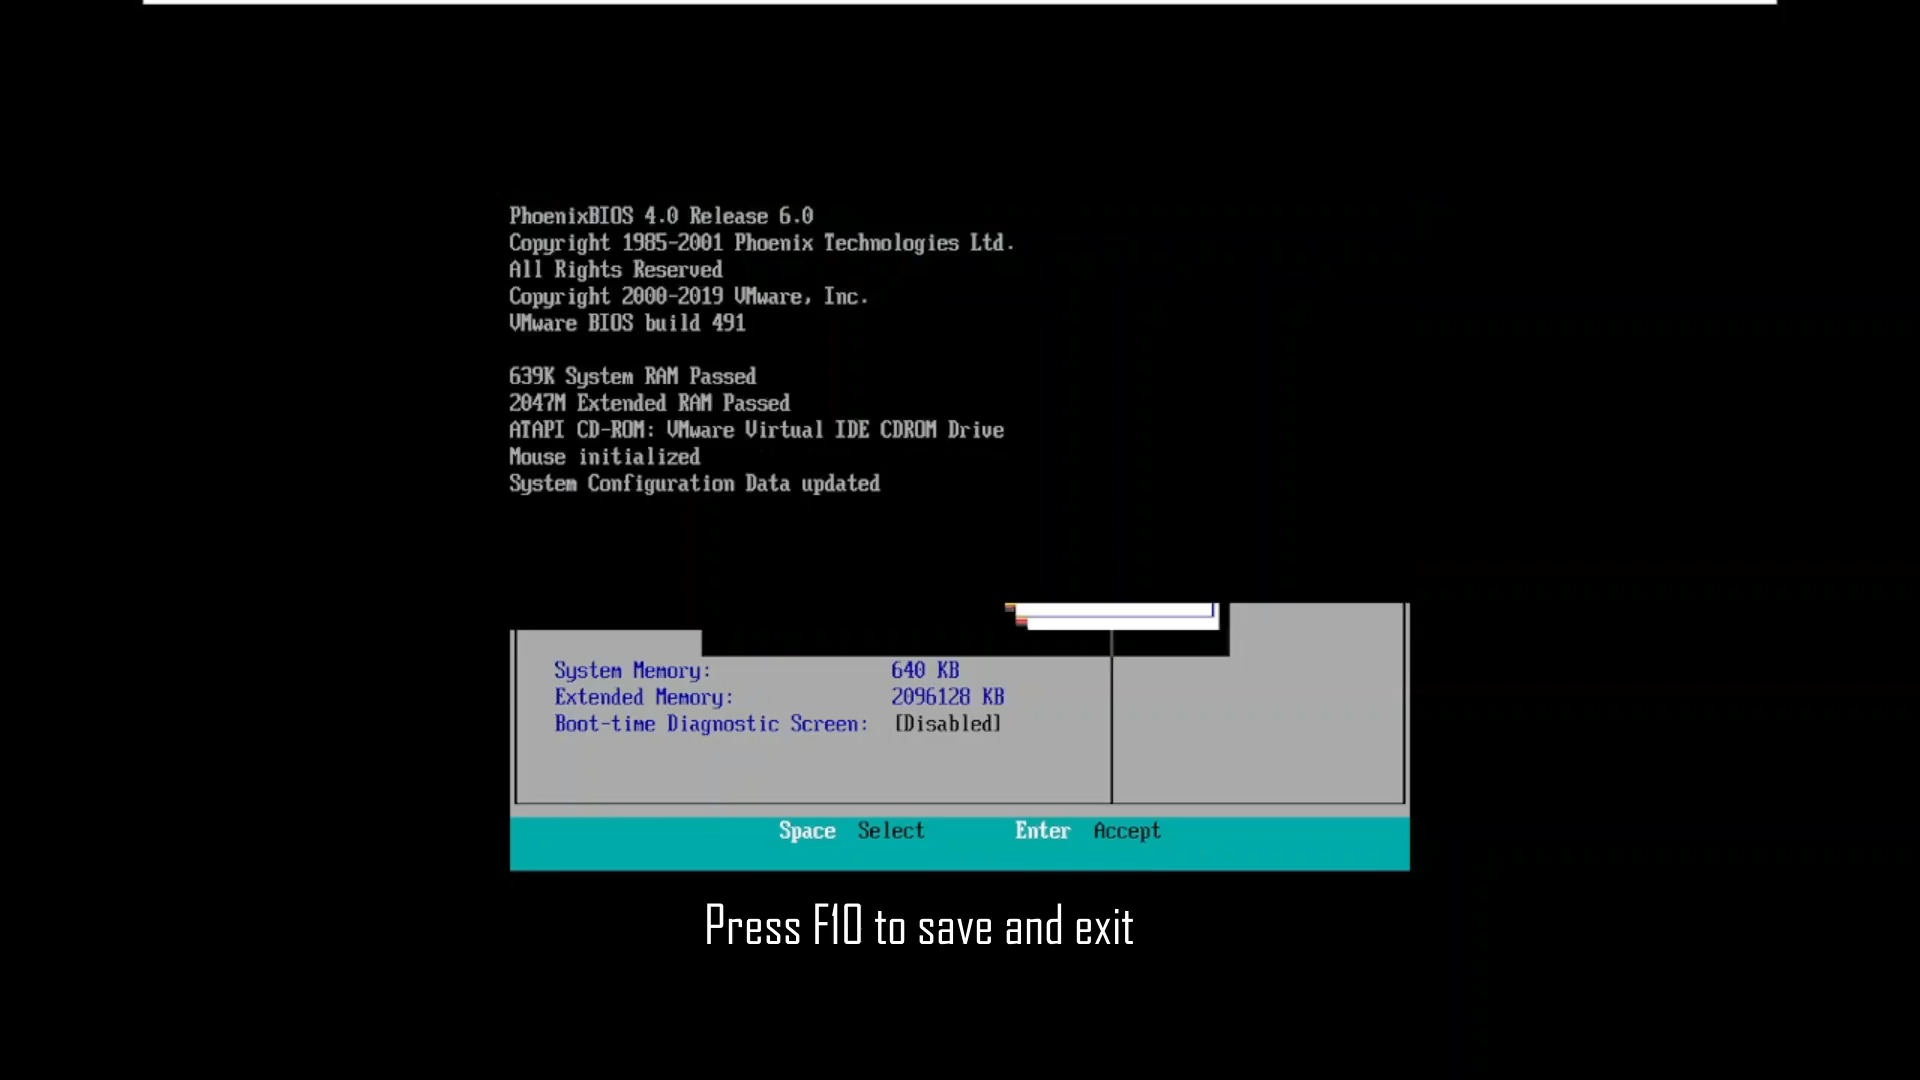 PhoenixBIOS 4.0 Release 6.0
Copyright 1985-2001 Phoenix Technologies Ltd.
All Rights Reserved
Copyright 2000-2019 VMware, Inc.
VMware BIOS build 491
639K System RAM Passed
2047M Extended RAM Passed
ATAPI CD-ROM: VMware Virtual IDE CDROM Drive
Mouse initialized
System Configuration Data updated
System Memory: 640 KB
Extended Memory: 2096128 KB
Boot-time Diagnostic Screen: [Disabled]
Space Select Enter Accept
Press F10 to save and exit